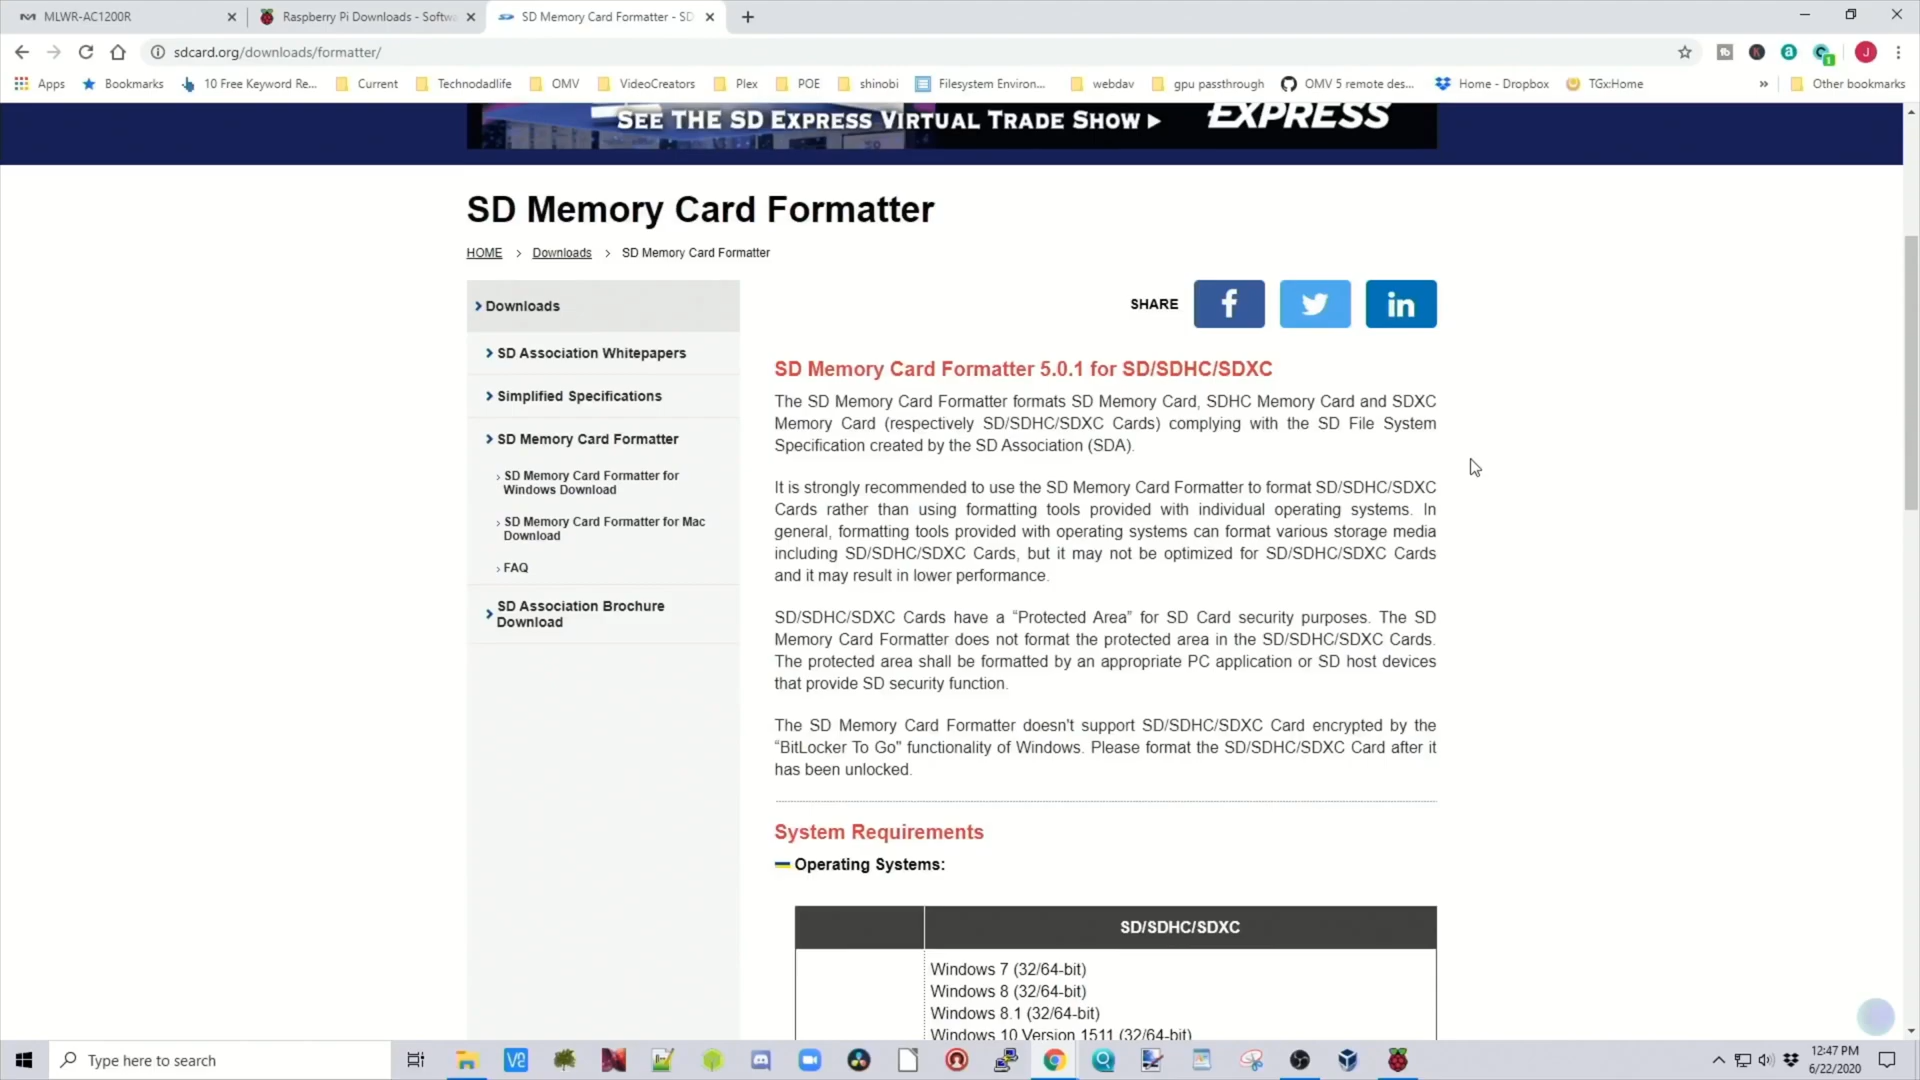 MLWR-AC1200R
Raspberry Pi Downloads - Softw
SD Memory Card Formatter - SD
sdcard.org/downloads/formatter/
J
1
Apps
Bookmarks
10 Free Keyword Re...
Current
Technodadlife
OMV
VideoCreators
Plex
POE
shinobi
Filesystem Environ...
webdav
gpu passthrough
OMV 5 remote des...
Home - Dropbox
TGx:Home
»
Other bookmarks
SEE THE SD EXPRESS VIRTUAL TRADE SHOW
EXPRESS
SD Memory Card Formatter
HOME > Downloads > SD Memory Card Formatter
Downloads
SD Association Whitepapers
Simplified Specifications
SD Memory Card Formatter
SD Memory Card Formatter for
Windows Download
SD Memory Card Formatter for Mac
Download
FAQ
SD Association Brochure
Download
SHARE
f
in
SD Memory Card Formatter 5.0.1 for SD/SDHC/SDXC
The SD Memory Card Formatter formats SD Memory Card, SDHC Memory Card and SDXC
Memory Card (respectively SD/SDHC/SDXC Cards) complying with the SD File System
Specification created by the SD Association (SDA).
It is strongly recommended to use the SD Memory Card Formatter to format SD/SDHC/SDXC
Cards rather than using formatting tools provided with individual operating systems. In
general, formatting tools provided with operating systems can format various storage media
including SD/SDHC/SDXC Cards, but it may not be optimized for SD/SDHC/SDXC Cards
and it may result in lower performance.
SD/SDHC/SDXC Cards have a “Protected Area” for SD Card security purposes. The SD
Memory Card Formatter does not format the protected area in the SD/SDHC/SDXC Cards.
The protected area shall be formatted by an appropriate PC application or SD host devices
that provide SD security function.
The SD Memory Card Formatter doesn't support SD/SDHC/SDXC Card encrypted by the
“BitLocker To Go" functionality of Windows. Please format the SD/SDHC/SDXC Card after it
has been unlocked.
System Requirements
Operating Systems:
SD/SDHC/SDXC
Windows 7 (32/64-bit)
Windows 8 (32/64-bit)
Windows 8.1 (32/64-bit)
Windows 10 Version 1511 (32/64-bit)
Type here to search
12:47 PM
6/22/2020